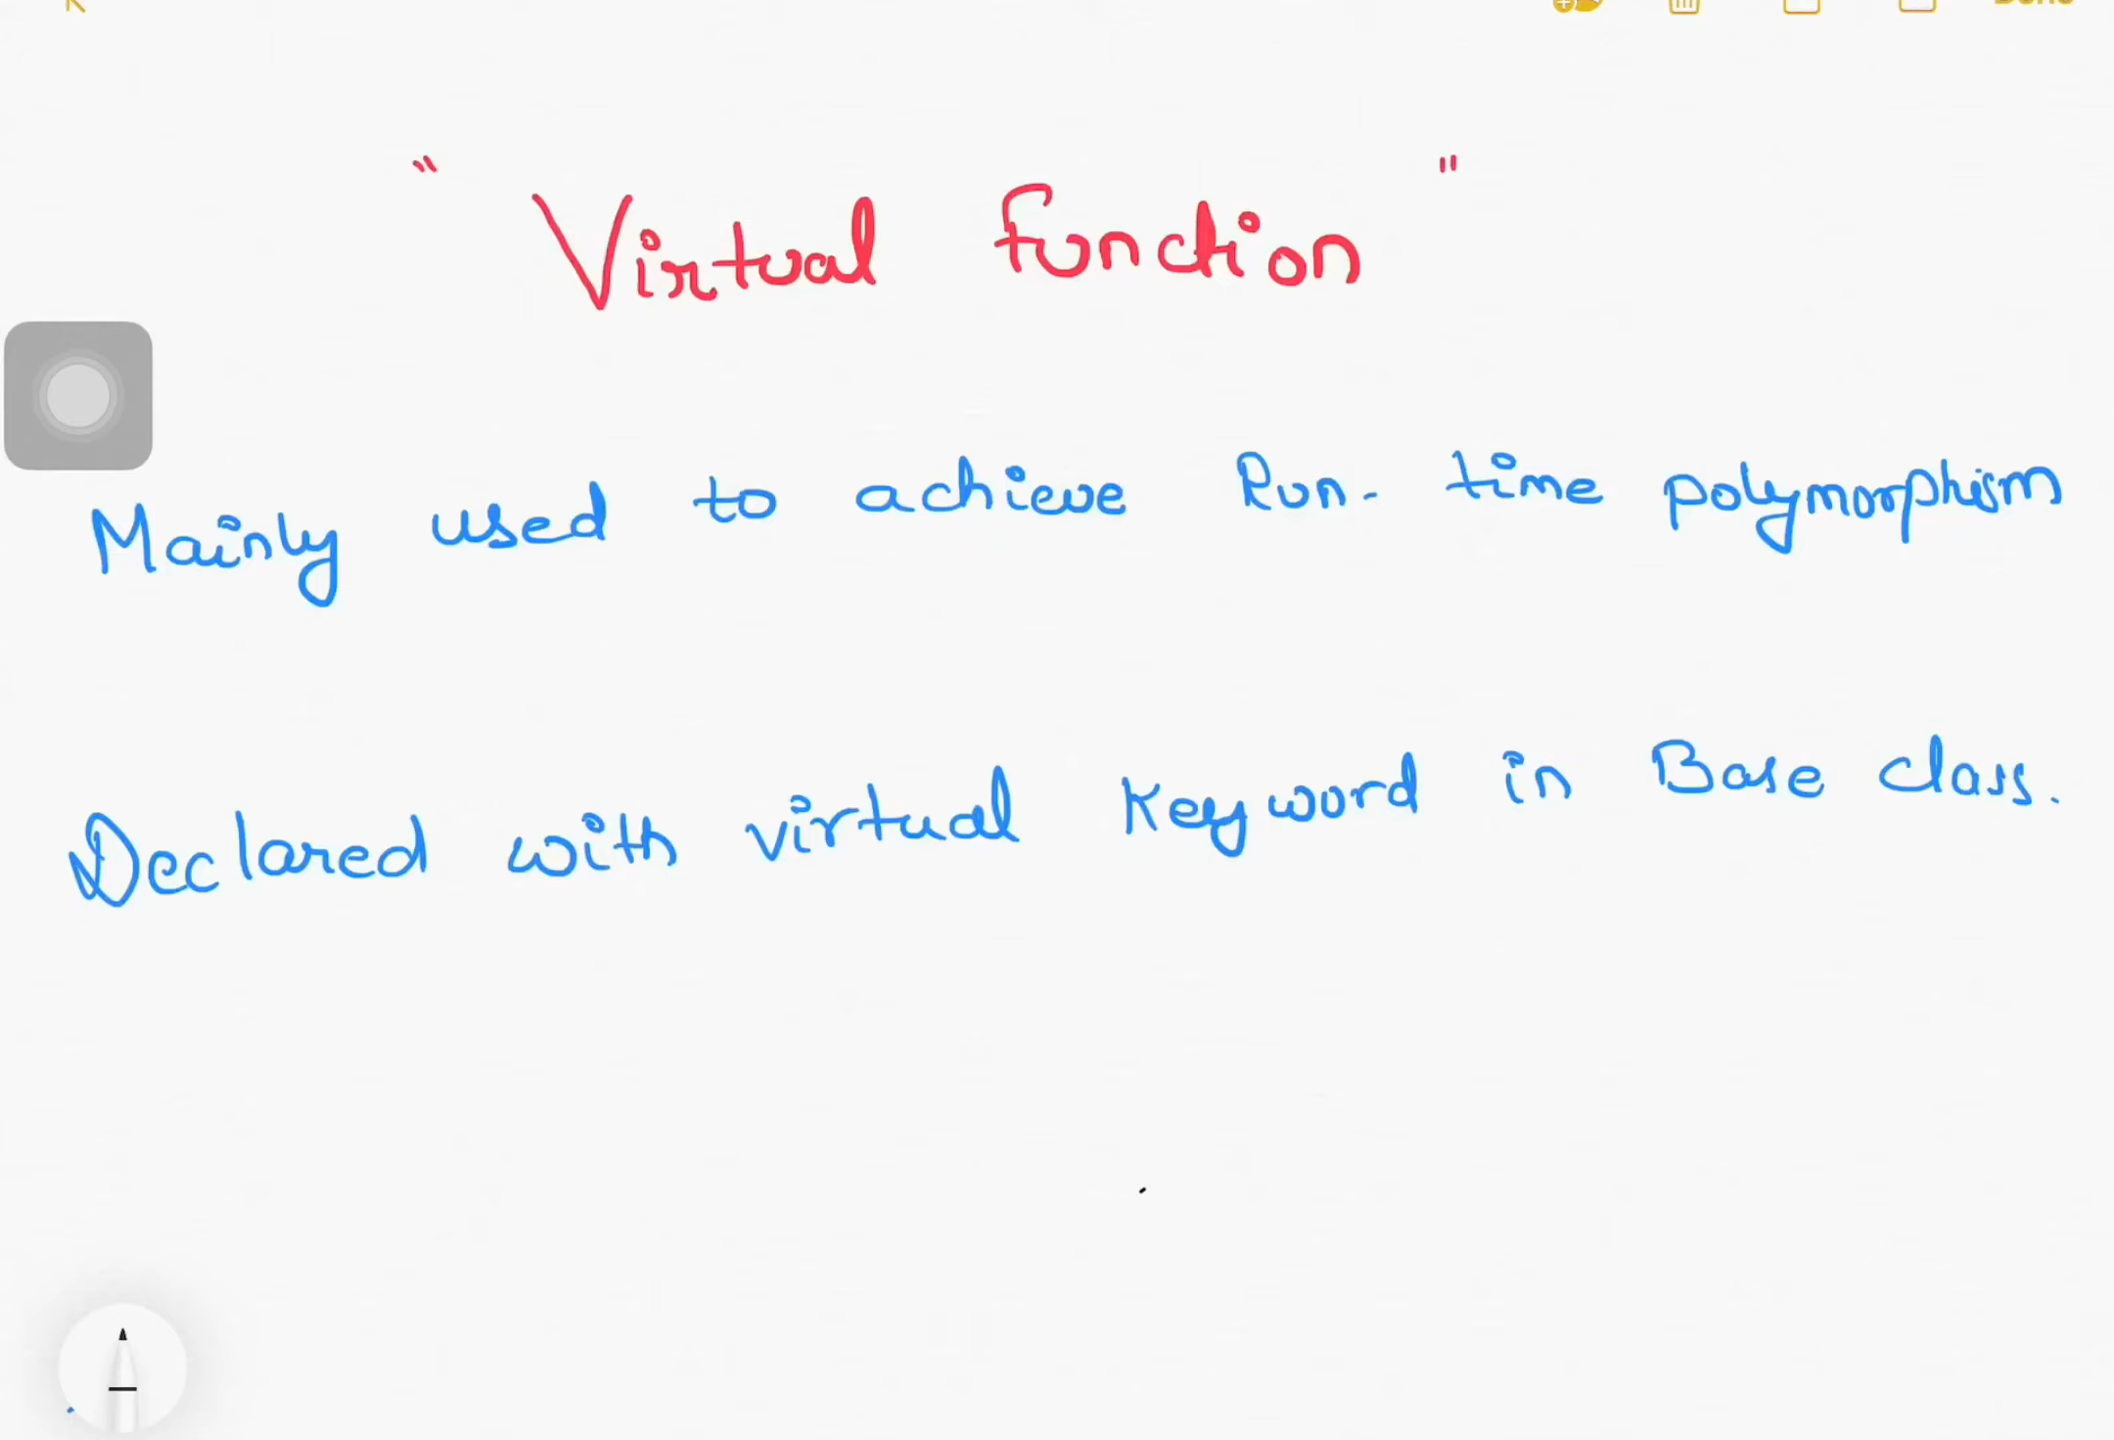 " Virtual function "
Mainly used to achieve Run-time polymorphism
Declared with virtual Keyword in Base class.